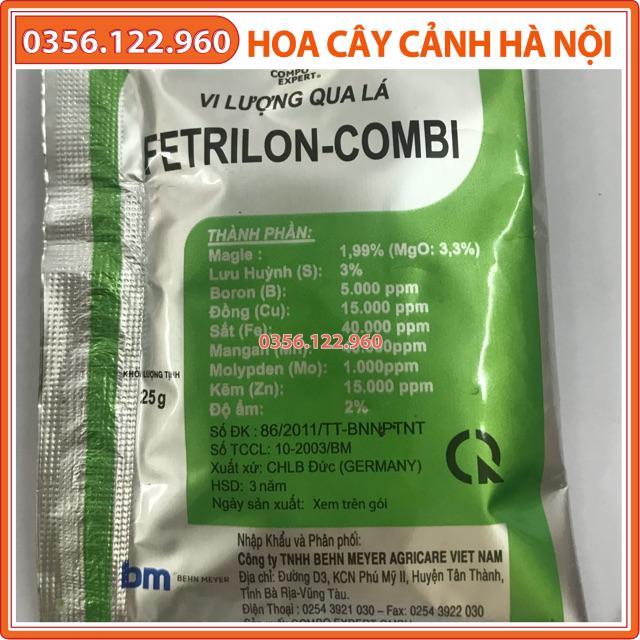 0356.122.960 HOA CÂY CẢNH HÀ NỘI
COMPO
EXPERT®
VI LƯỢNG QUA LÁ
FETRILON-COMBI
THÀNH PHẦN:
Magie : 1,99% (MgO: 3,3%)
Lưu Huỳnh (S): 3%
Boron (B): 5.000 ppm
Đồng (Cu): 15.000 ppm
Sắt (Fe): 40.000 ppm
0356.122.960
Mangan (Mn):
Molypden (Mo): 1.000ppm
Kẽm (Zn): 15.000 ppm
Độ ẩm: 2%
KHỐI LƯỢNG TỊNH
25g
Số ĐK : 86/2011/TT-BNNPTNT
Số TCCL: 10-2003/BM
Xuất xứ: CHLB Đức (GERMANY)
HSD: 3 năm
Ngày sản xuất: Xem trên gói
Nhập Khẩu và Phân phối:
Công ty TNHH BEHN MEYER AGRICARE VIET NAM
bm BEHN MEYER
Địa chỉ: Đường D3, KCN Phú Mỹ II, Huyện Tân Thành,
Tỉnh Bà Rịa-Vũng Tàu.
Điện Thoại : 0254 3921 030 – Fax: 0254 3922 030